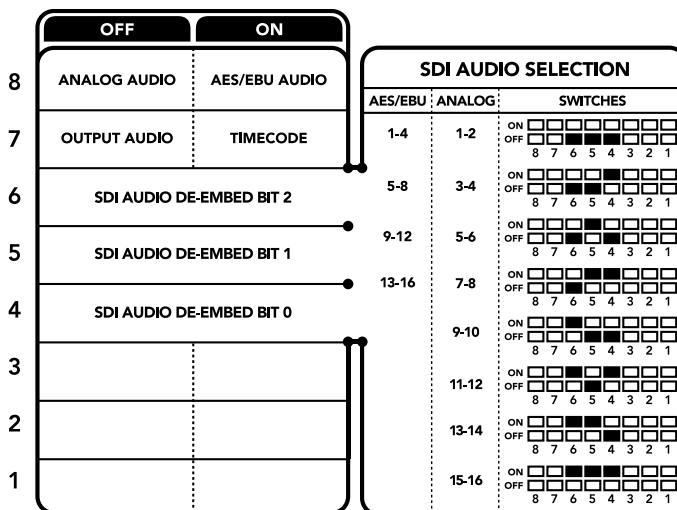 OFF ON
8 ANALOG AUDIO AES/EBU AUDIO
7 OUTPUT AUDIO TIMECODE
6 SDI AUDIO DE-EMBED BIT 2
5 SDI AUDIO DE-EMBED BIT 1
4 SDI AUDIO DE-EMBED BIT 0
3
2
1
SDI AUDIO SELECTION
AES/EBU ANALOG SWITCHES
1-4 1-2 ON
OFF
8 7 6 5 4 3 2 1
5-8 3-4 ON
OFF
8 7 6 5 4 3 2 1
9-12 5-6 ON
OFF
8 7 6 5 4 3 2 1
13-16 7-8 ON
OFF
8 7 6 5 4 3 2 1
9-10 ON
OFF
8 7 6 5 4 3 2 1
11-12 ON
OFF
8 7 6 5 4 3 2 1
13-14 ON
OFF
8 7 6 5 4 3 2 1
15-16 ON
OFF
8 7 6 5 4 3 2 1